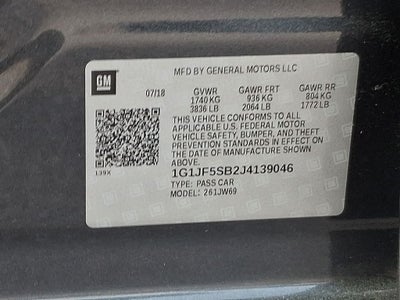 GM
MFD BY GENERAL MOTORS LLC
07/18 GVWR GAWR FRT GAWR RR
1740 KG 936 KG 804 KG
3836 LB 2064 LB 1772 LB
THIS VEHICLE CONFORMS TO ALL
APPLICABLE U.S. FEDERAL MOTOR
VEHICLE SAFETY, BUMPER, AND THEFT
PREVENTION STANDARDS IN EFFECT ON
THE DATE OF MANUFACTURE SHOWN
ABOVE.
139X
1G1JF5SB2J4139046
TYPE: PASS CAR
MODEL: 261JW69